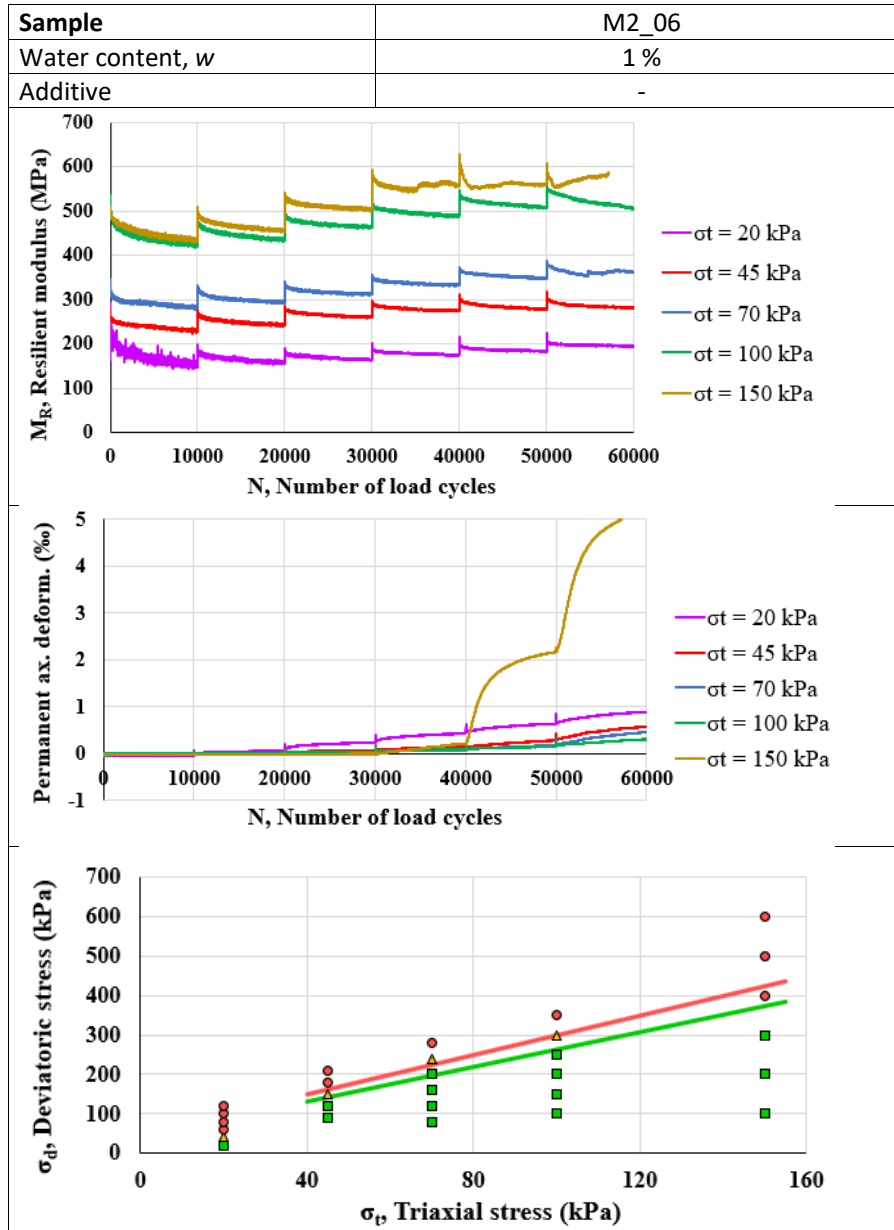 Sample M2_06
Water content, w 1 %
Additive -
700
600
500
400
300
200
100
0
M_R, Resilient modulus (MPa)
0 10000 20000 30000 40000 50000 60000
N, Number of load cycles
σt = 20 kPa
σt = 45 kPa
σt = 70 kPa
σt = 100 kPa
σt = 150 kPa
5
4
3
2
1
0
-1
Permanent ax. deform. (‰)
0 10000 20000 30000 40000 50000 60000
N, Number of load cycles
σt = 20 kPa
σt = 45 kPa
σt = 70 kPa
σt = 100 kPa
σt = 150 kPa
700
600
500
400
300
200
100
0
σ_d, Deviatoric stress (kPa)
0 40 80 120 160
σ_t, Triaxial stress (kPa)